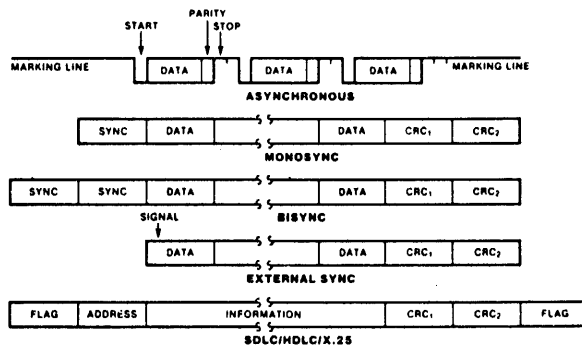 PARITY
START STOP
MARKING LINE DATA DATA DATA MARKING LINE
ASYNCHRONOUS
SYNC DATA DATA CRC₁ CRC₂
MONOSYNC
SYNC SYNC DATA DATA CRC₁ CRC₂
BISYNC
SIGNAL
DATA DATA CRC₁ CRC₂
EXTERNAL SYNC
FLAG ADDRESS INFORMATION CRC₁ CRC₂ FLAG
SDLC/HDLC/X.25